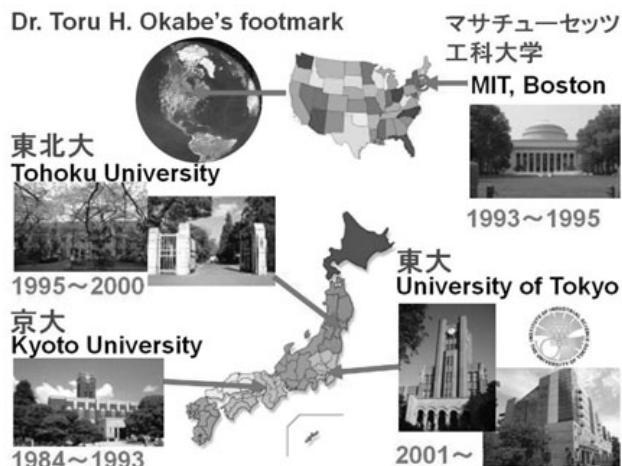 Dr. Toru H. Okabe's footmark
マサチューセッツ
工科大学
MIT, Boston
1993～1995
東北大
Tohoku University
1995～2000
東大
University of Tokyo
2001～
京大
Kyoto University
1984～1993